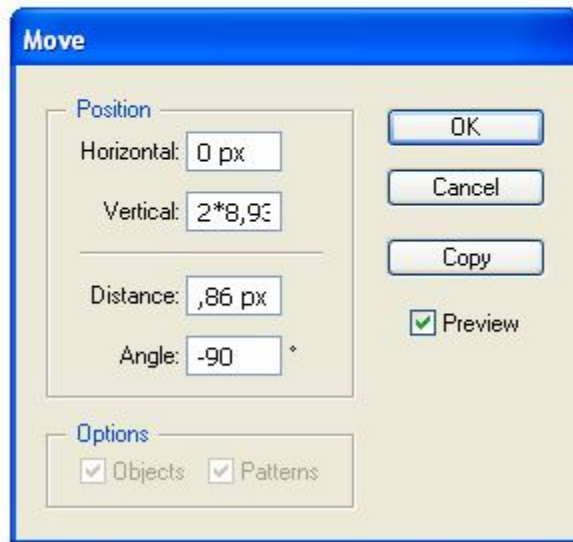 Move
Position
Horizontal: 0 px
Vertical: 2*8,93
Distance: ,86 px
Angle: -90 °
OK
Cancel
Copy
Preview
Options
Objects Patterns